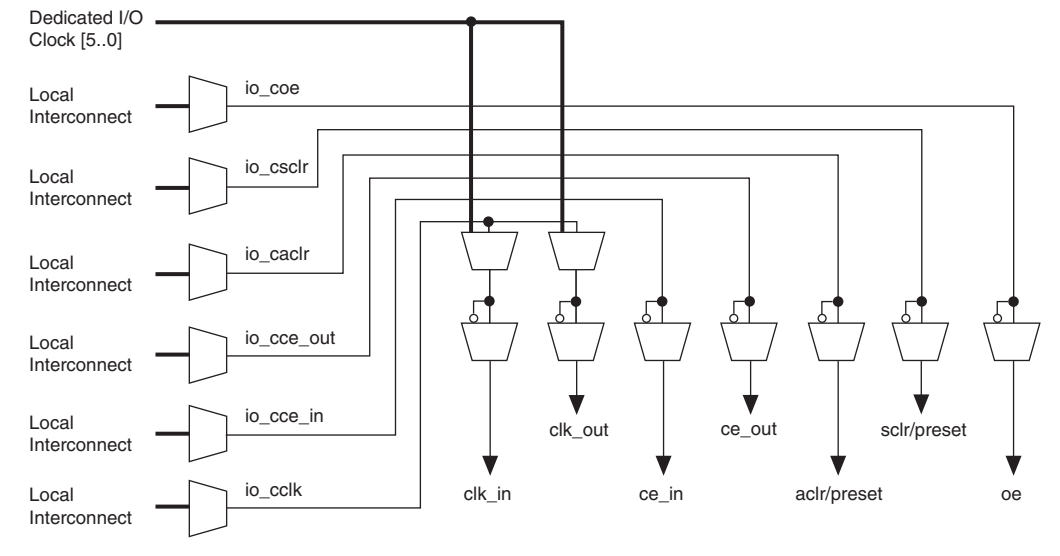 Dedicated I/O
Clock [5..0]
Local
Interconnect
io_coe
Local
Interconnect
io_csclr
Local
Interconnect
io_caclr
Local
Interconnect
io_cce_out
Local
Interconnect
io_cce_in
Local
Interconnect
io_cclk
clk_out
ce_out
sclr/preset
clk_in
ce_in
aclr/preset
oe